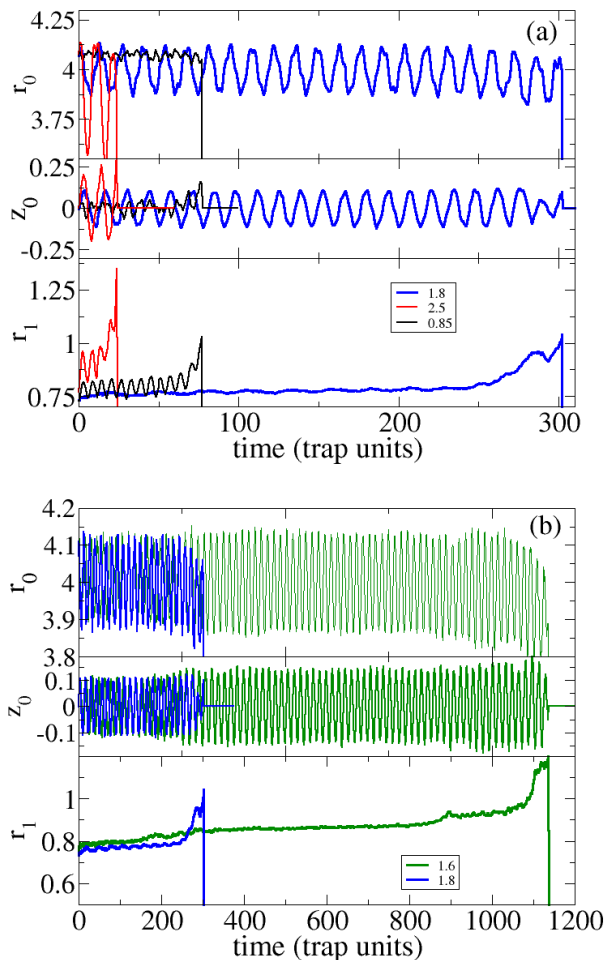 (a)
4.25
4
3.75
r0
0.25
0
-0.25
z0
1.25
1
0.75
r1
1.8
2.5
0.85
0 100 200 300
time (trap units)
(b)
4.2
4.1
4
3.9
3.8
r0
0.1
0
-0.1
z0
1
0.8
0.6
r1
1.6
1.8
0 200 400 600 800 1000 1200
time (trap units)